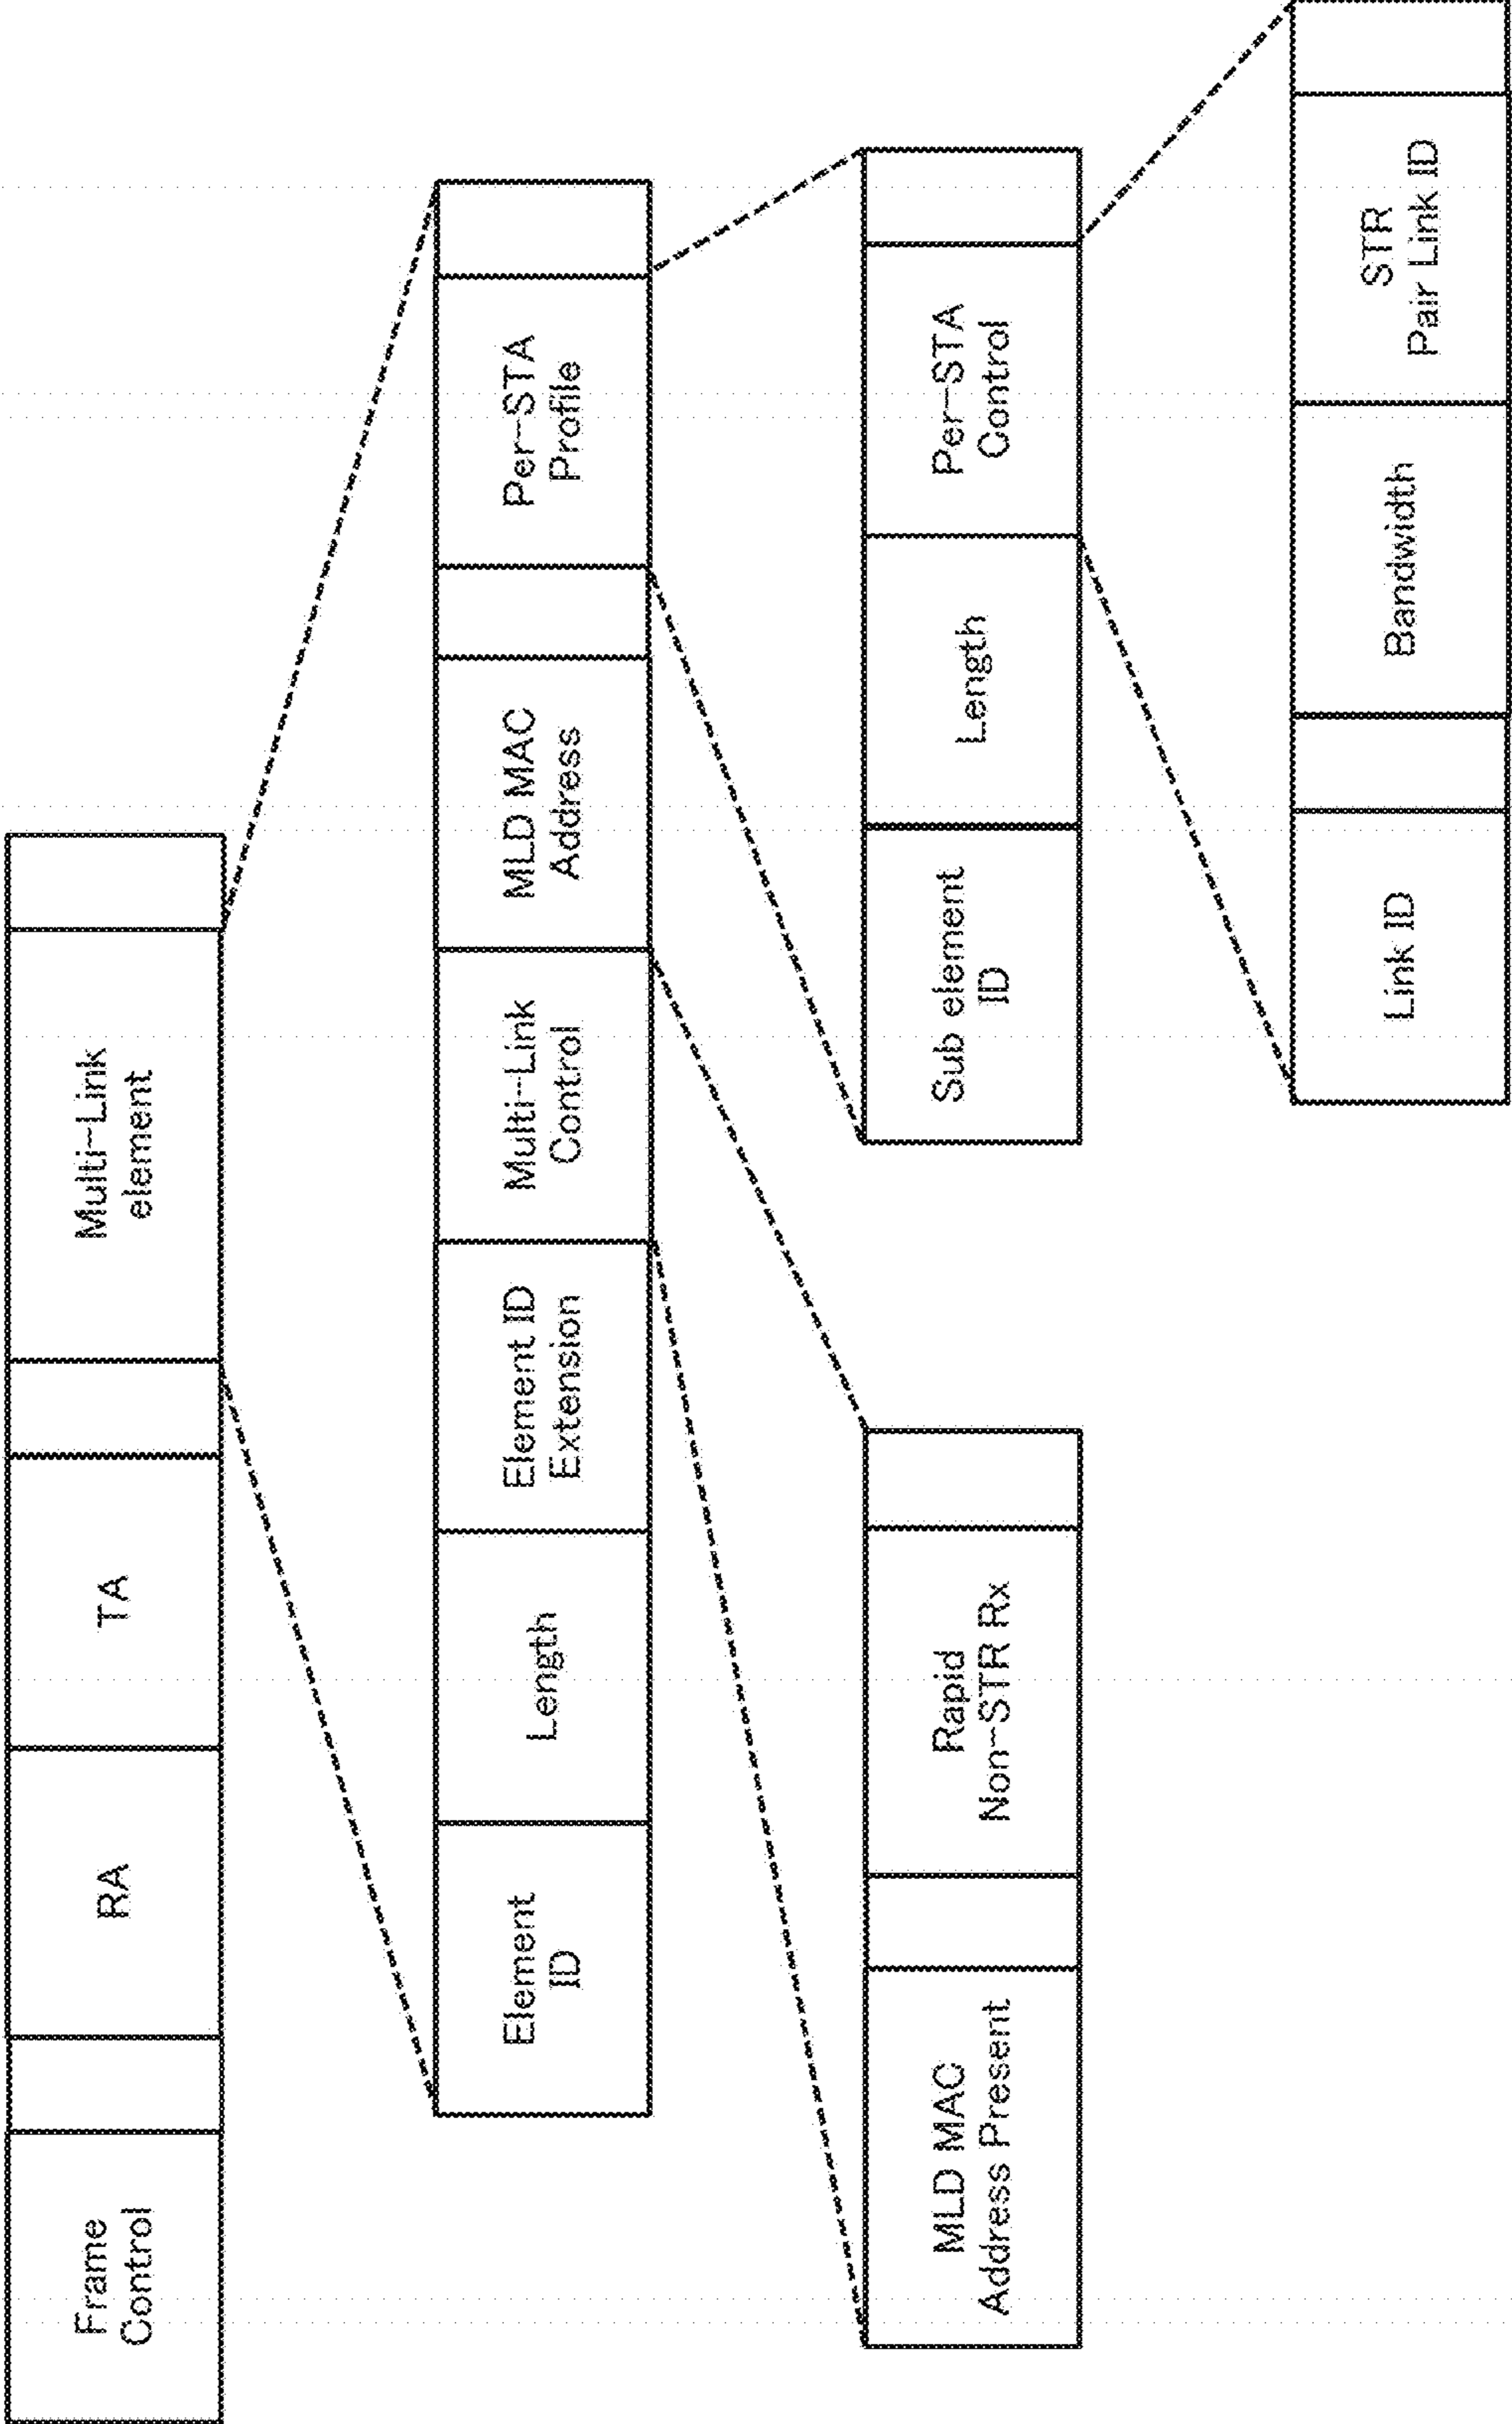 Frame
Control
RA
TA
Multi-Link
element
Element
ID
Length
Element ID
Extension
Multi-Link
Control
MLD MAC
Address
Per-STA
Profile
MLD MAC
Address Present
Rapid
Non-STR Rx
Sub element
ID
Length
Per-STA
Control
Link ID
Bandwidth
STR
Pair Link ID